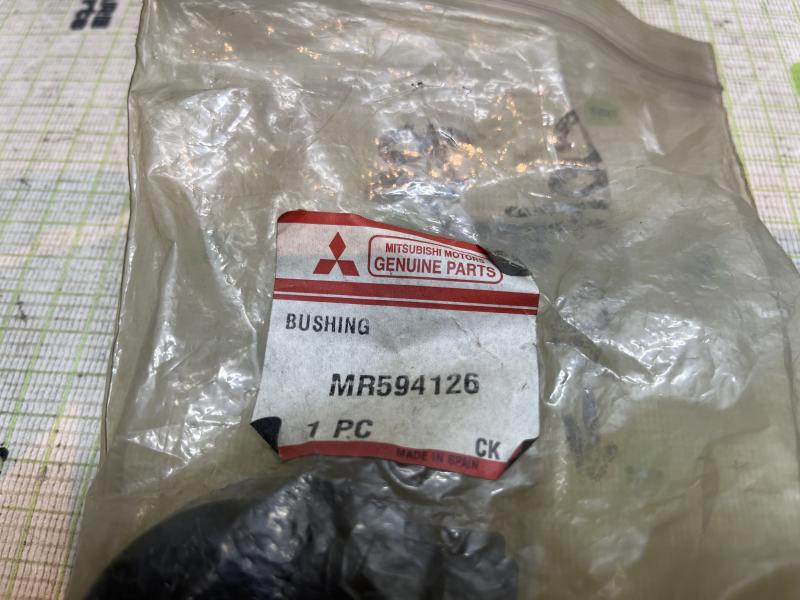 MITSUBISHI MOTORS
GENUINE PARTS
BUSHING
MR594126
1 PC
CK
MADE IN SPAIN